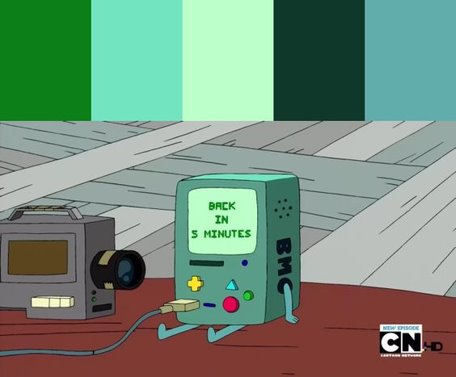 BACK
IN
5 MINUTES
BMO
NEW EPISODE
CN HD
CARTOON NETWORK